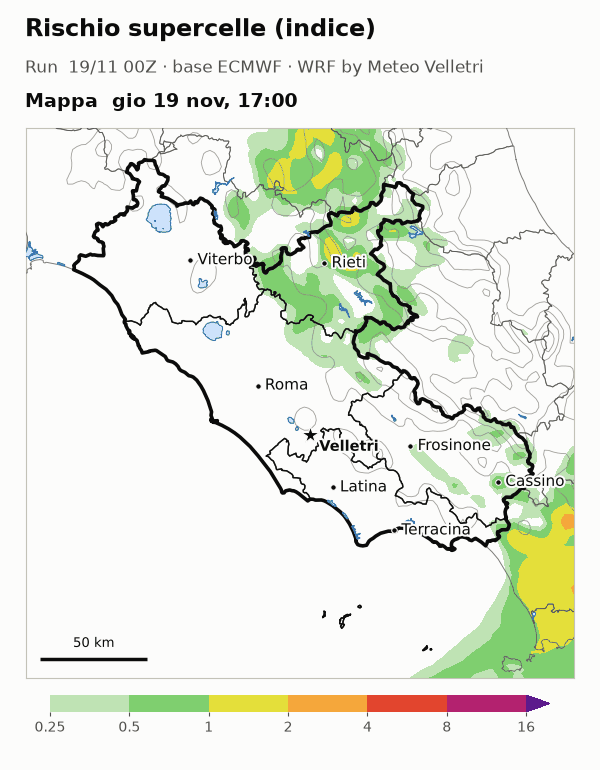 Rischio supercelle (indice)
Run  19/11 00Z · base ECMWF · WRF by Meteo Velletri
Mappa  gio 19 nov, 17:00
Viterbo
Rieti
Roma
Velletri
Frosinone
Latina
Cassino
Terracina
50 km
0.25 0.5 1 2 4 8 16